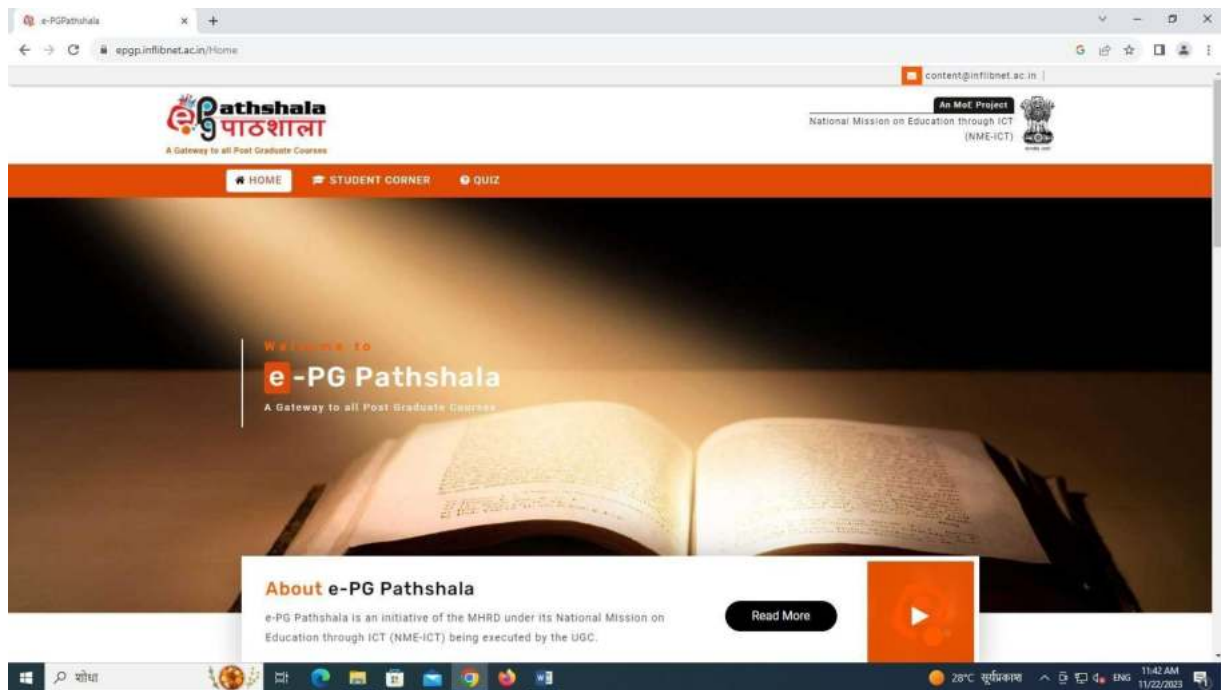 e-PGPathshala
epgp.inflibnet.ac.in/Home
content@inflibnet.ac.in |
ePathshala
पाठशाला
A Gateway to all Post Graduate Courses
An MoE Project
National Mission on Education through ICT
(NME-ICT)
HOME STUDENT CORNER QUIZ
Welcome to
e-PG Pathshala
A Gateway to all Post Graduate Courses
About e-PG Pathshala
e-PG Pathshala is an initiative of the MHRD under its National Mission on
Education through ICT (NME-ICT) being executed by the UGC.
Read More
शोधा
28°C सूर्यप्रकाश
ENG
11:42 AM
11/22/2023